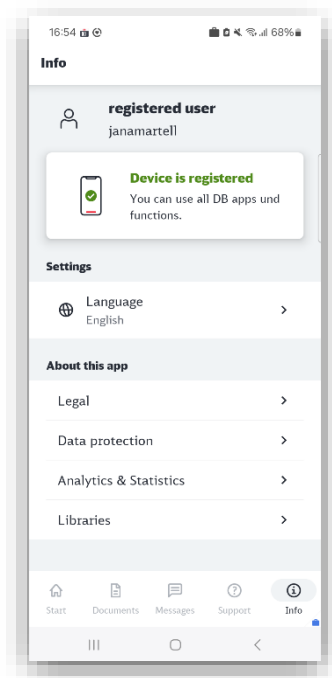 16:54 68%
Info
registered user
janamartell
Device is registered
You can use all DB apps und
functions.
Settings
Language
English
About this app
Legal
Data protection
Analytics & Statistics
Libraries
Start Documents Messages Support Info